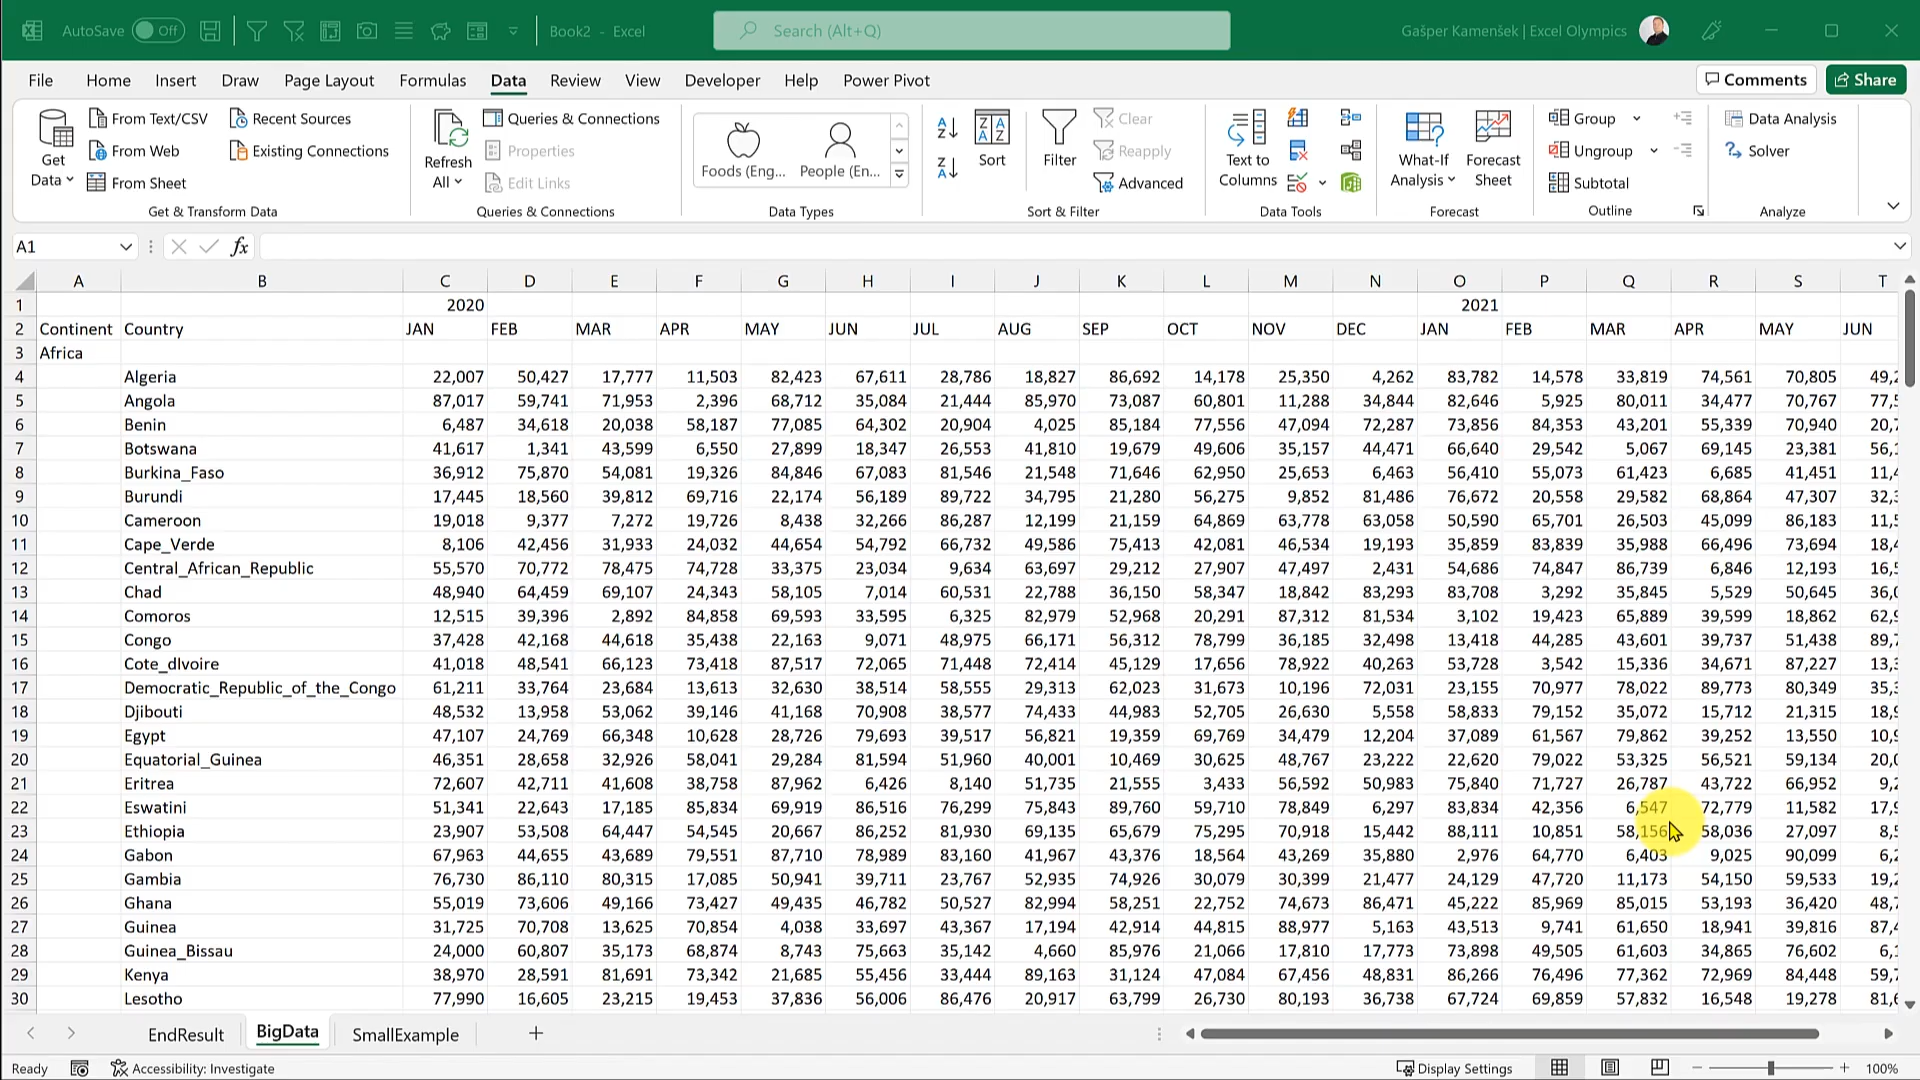 AutoSave Off Book2 - Excel Search (Alt+Q) Gašper Kamenšek | Excel Olympics
File Home Insert Draw Page Layout Formulas Data Review View Developer Help Power Pivot Comments Share
Get Data
From Text/CSV
From Web
From Sheet
Recent Sources
Existing Connections
Get & Transform Data
Refresh All
Queries & Connections
Properties
Edit Links
Queries & Connections
Foods (Eng... People (En...
Data Types
Sort
Filter
Clear
Reapply
Advanced
Sort & Filter
Text to Columns
Data Tools
What-If Analysis
Forecast Sheet
Forecast
Group
Ungroup
Subtotal
Outline
Data Analysis
Solver
Analyze
A1 fx
A B C D E F G H I J K L M N O P Q R S T
1 2020 2021
2 Continent Country JAN FEB MAR APR MAY JUN JUL AUG SEP OCT NOV DEC JAN FEB MAR APR MAY JUN
3 Africa
4 Algeria 22,007 50,427 17,777 11,503 82,423 67,611 28,786 18,827 86,692 14,178 25,350 4,262 83,782 14,578 33,819 74,561 70,805
5 Angola 87,017 59,741 71,953 2,396 68,712 35,084 21,444 85,970 73,087 60,801 11,288 34,844 82,646 5,925 80,011 34,477 70,767
6 Benin 6,487 34,618 20,038 58,187 77,085 64,302 20,904 4,025 85,184 77,556 47,094 72,287 73,856 84,353 43,201 55,339 70,940
7 Botswana 41,617 1,341 43,599 6,550 27,899 18,347 26,553 41,810 19,679 49,606 35,157 44,471 66,640 29,542 5,067 69,145 23,381
8 Burkina_Faso 36,912 75,870 54,081 19,326 84,846 67,083 81,546 21,548 71,646 62,950 25,653 6,463 56,410 55,073 61,423 6,685 41,451
9 Burundi 17,445 18,560 39,812 69,716 22,174 56,189 89,722 34,795 21,280 56,275 9,852 81,486 76,672 20,558 29,582 68,864 47,307
10 Cameroon 19,018 9,377 7,272 19,726 8,438 32,266 86,287 12,199 21,159 64,869 63,778 63,058 50,590 65,701 26,503 45,099 86,183
11 Cape_Verde 8,106 42,456 31,933 24,032 44,654 54,792 66,732 49,586 75,413 42,081 46,534 19,193 35,859 83,839 35,988 66,496 73,694
12 Central_African_Republic 55,570 70,772 78,475 74,728 33,375 23,034 9,634 63,697 29,212 27,907 47,497 2,431 54,686 74,847 86,739 6,846 12,193
13 Chad 48,940 64,459 69,107 24,343 58,105 7,014 60,531 22,788 36,150 58,347 18,842 83,293 83,708 3,292 35,845 5,529 50,645
14 Comoros 12,515 39,396 2,892 84,858 69,593 33,595 6,325 82,979 52,968 20,291 87,312 81,534 3,102 19,423 65,889 39,599 18,862
15 Congo 37,428 42,168 44,618 35,438 22,163 9,071 48,975 66,171 56,312 78,799 36,185 32,498 13,418 44,285 43,601 39,737 51,438
16 Cote_dIvoire 41,018 48,541 66,123 73,418 87,517 72,065 71,448 72,414 45,129 17,656 78,922 40,263 53,728 3,542 15,336 34,671 87,227
17 Democratic_Republic_of_the_Congo 61,211 33,764 23,684 13,613 32,630 38,514 58,555 29,313 62,023 31,673 10,196 72,031 23,155 70,977 78,022 89,773 80,349
18 Djibouti 48,532 13,958 53,062 39,146 41,168 70,908 38,577 74,433 44,983 52,705 26,630 5,558 58,833 79,152 35,072 15,712 21,315
19 Egypt 47,107 24,769 66,348 10,628 28,726 79,693 39,517 56,821 19,359 69,769 34,479 12,204 37,089 61,567 79,862 39,252 13,550
20 Equatorial_Guinea 46,351 28,658 32,926 58,041 29,284 81,594 51,960 40,001 10,469 30,625 48,767 23,222 22,620 79,022 53,325 56,521 59,134
21 Eritrea 72,607 42,711 41,608 38,758 87,962 6,426 8,140 51,735 21,555 3,433 56,592 50,983 75,840 71,727 26,787 43,722 66,952
22 Eswatini 51,341 22,643 17,185 85,834 69,919 86,516 76,299 75,843 89,760 59,710 78,849 6,297 83,834 42,356 6,547 72,779 11,582
23 Ethiopia 23,907 53,508 64,447 54,545 20,667 86,252 81,930 69,135 65,679 75,295 70,918 15,442 88,111 10,851 58,156 58,036 27,097
24 Gabon 67,963 44,655 43,689 79,551 87,710 78,989 83,160 41,967 43,376 18,564 43,269 35,880 2,976 64,770 6,403 9,025 90,099
25 Gambia 76,730 86,110 80,315 17,085 50,941 39,711 23,767 52,935 74,926 30,079 30,399 21,477 24,129 47,720 11,173 54,150 59,533
26 Ghana 55,019 73,606 49,166 73,427 49,435 46,782 50,527 82,994 58,251 22,752 74,673 86,471 45,222 85,969 85,015 53,193 36,420
27 Guinea 31,725 70,708 13,625 70,854 4,038 33,697 43,367 17,194 42,914 44,815 88,977 5,163 43,513 9,741 61,650 18,941 39,816
28 Guinea_Bissau 24,000 60,807 35,173 68,874 8,743 75,663 35,142 4,660 85,976 21,066 17,810 17,773 73,898 49,505 61,603 34,865 76,602
29 Kenya 38,970 28,591 81,691 73,342 21,685 55,456 33,444 89,163 31,124 47,084 67,456 48,831 86,266 76,496 77,362 72,969 84,448
30 Lesotho 77,990 16,605 23,215 19,453 37,836 56,006 86,476 20,917 63,799 26,730 80,193 36,738 67,724 69,859 57,832 16,548 19,278
EndResult BigData SmallExample
Ready Accessibility: Investigate Display Settings 100%